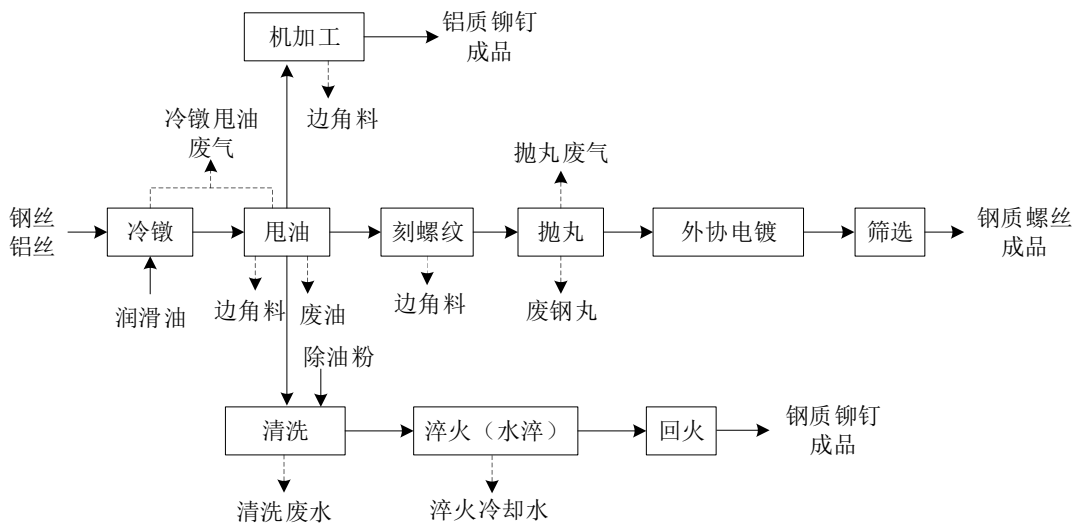 机加工
铝质铆钉
成品
边角料
冷镦甩油
废气
抛丸废气
钢丝
铝丝
冷镦
甩油
刻螺纹
抛丸
外协电镀
筛选
钢质螺丝
成品
润滑油
边角料
废油
边角料
废钢丸
除油粉
清洗
淬火（水淬）
回火
钢质铆钉
成品
清洗废水
淬火冷却水